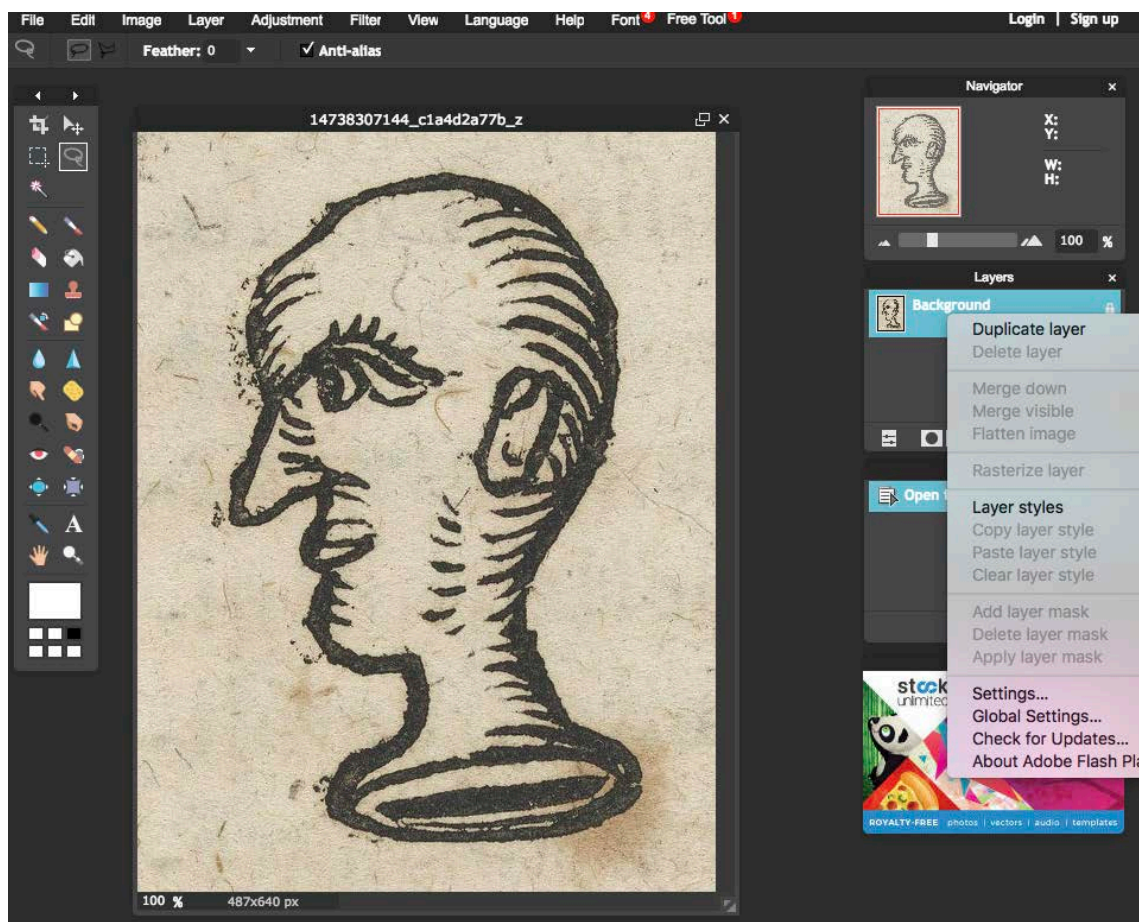 File Edit Image Layer Adjustment Filter View Language Help Font 4 Free Tool 1 Login | Sign up
Feather: 0 Anti-alias
14738307144_c1a4d2a77b_z
100 % 487x640 px
A
Navigator
X:
Y:
W:
H:
100 %
Layers
Background
Open
Duplicate layer
Delete layer
Merge down
Merge visible
Flatten image
Rasterize layer
Layer styles
Copy layer style
Paste layer style
Clear layer style
Add layer mask
Delete layer mask
Apply layer mask
Settings...
Global Settings...
Check for Updates...
About Adobe Flash Pla
stock
unlimited
ROYALTY-FREE photos | vectors | audio | templates